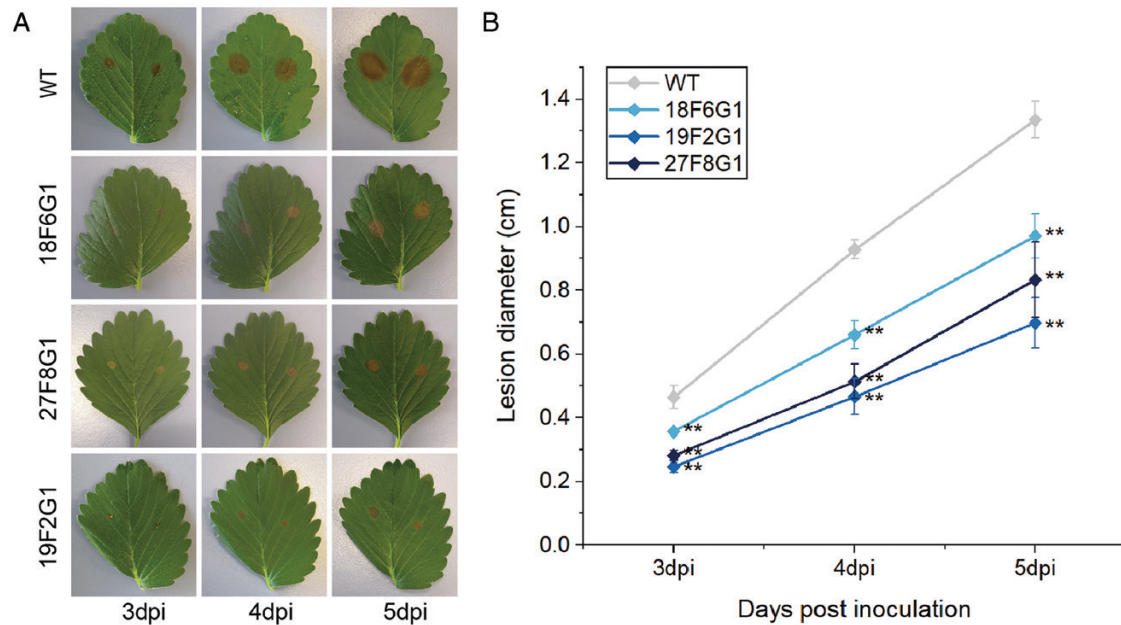 A
WT
18F6G1
27F8G1
19F2G1
3dpi
4dpi
5dpi
B
WT
18F6G1
19F2G1
27F8G1
Lesion diameter (cm)
1.4
1.2
1.0
0.8
0.6
0.4
0.2
0.0
**
**
**
**
**
**
**
**
**
3dpi
4dpi
5dpi
Days post inoculation